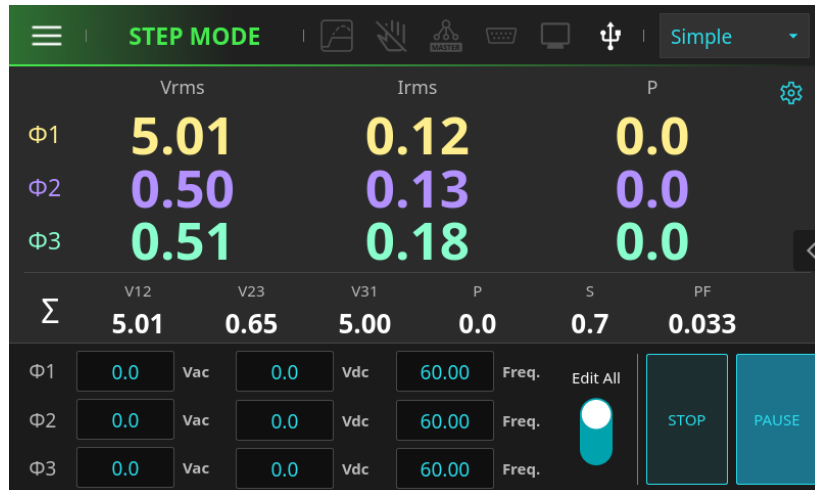 STEP MODE MASTER Simple
Vrms Irms P
Φ1 5.01 0.12 0.0
Φ2 0.50 0.13 0.0
Φ3 0.51 0.18 0.0
V12 V23 V31 P S PF
Σ 5.01 0.65 5.00 0.0 0.7 0.033
Φ1 0.0 Vac 0.0 Vdc 60.00 Freq. Edit All
Φ2 0.0 Vac 0.0 Vdc 60.00 Freq. STOP PAUSE
Φ3 0.0 Vac 0.0 Vdc 60.00 Freq.